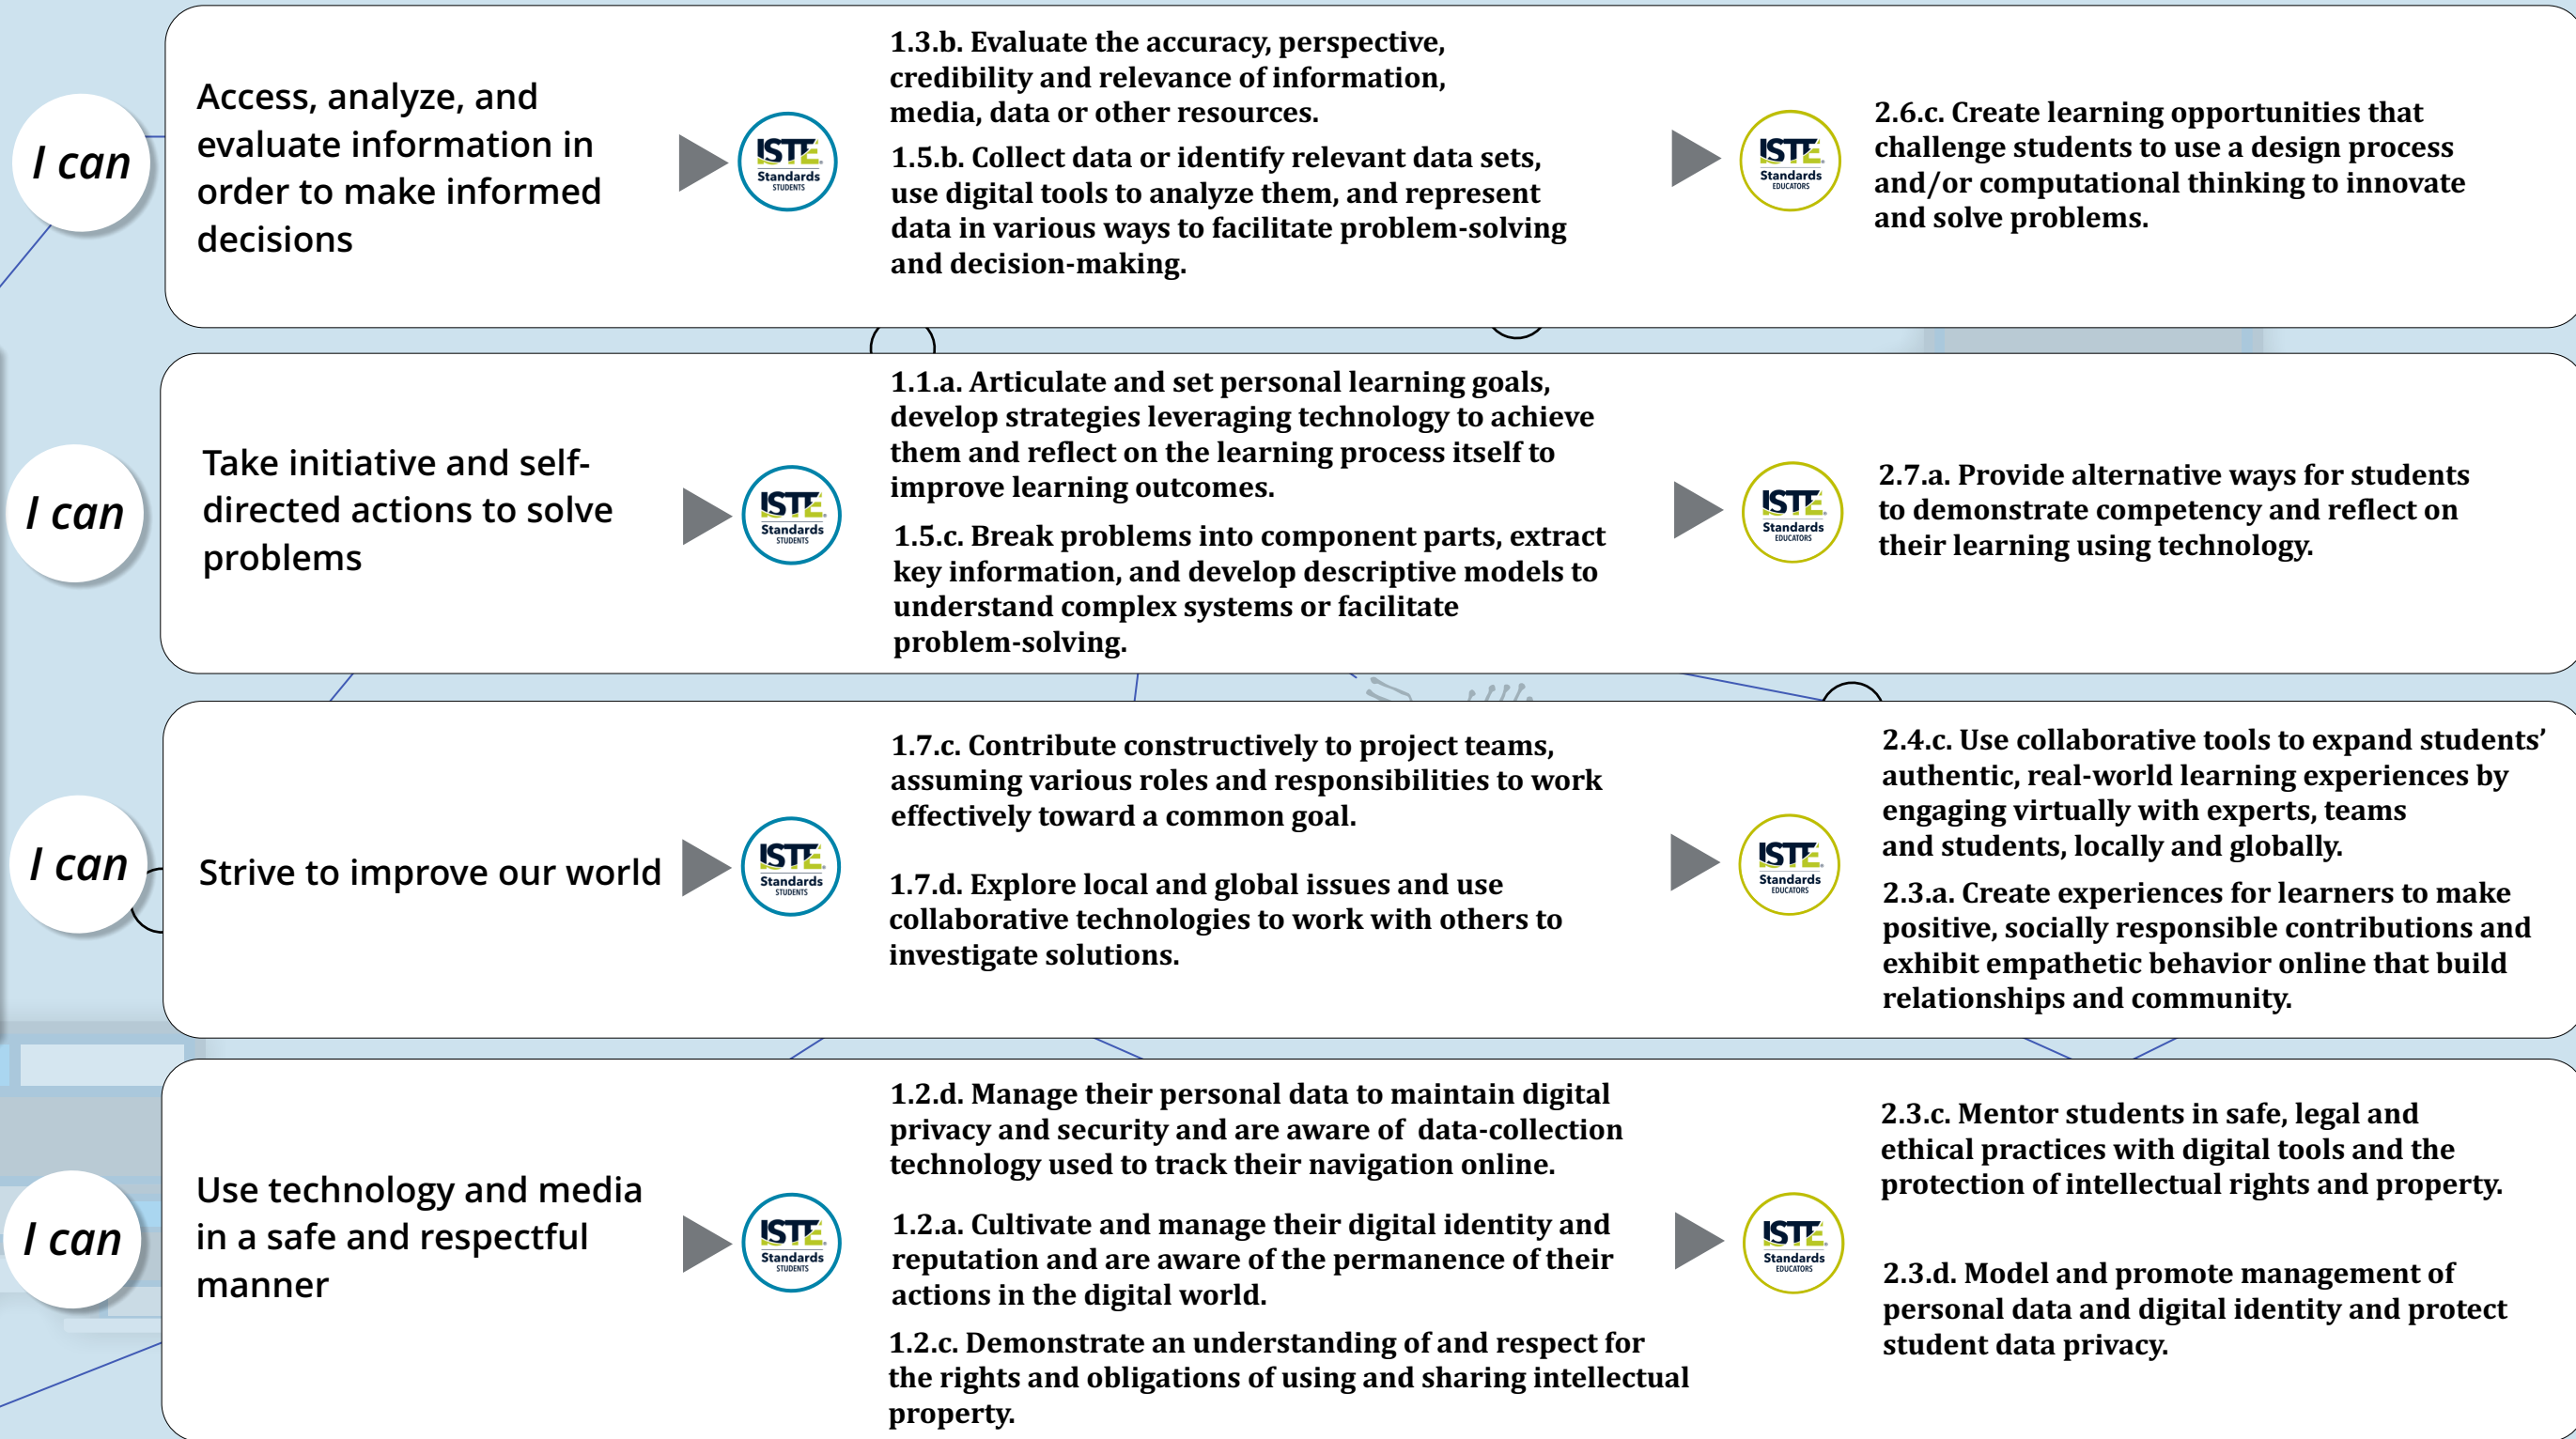 I can
Access, analyze, and
evaluate information in
order to make informed
decisions
ISTE®
Standards
STUDENTS
1.3.b. Evaluate the accuracy, perspective,
credibility and relevance of information,
media, data or other resources.
1.5.b. Collect data or identify relevant data sets,
use digital tools to analyze them, and represent
data in various ways to facilitate problem-solving
and decision-making.
ISTE®
Standards
EDUCATORS
2.6.c. Create learning opportunities that
challenge students to use a design process
and/or computational thinking to innovate
and solve problems.
I can
Take initiative and self-
directed actions to solve
problems
ISTE®
Standards
STUDENTS
1.1.a. Articulate and set personal learning goals,
develop strategies leveraging technology to achieve
them and reflect on the learning process itself to
improve learning outcomes.
1.5.c. Break problems into component parts, extract
key information, and develop descriptive models to
understand complex systems or facilitate
problem-solving.
ISTE®
Standards
EDUCATORS
2.7.a. Provide alternative ways for students
to demonstrate competency and reflect on
their learning using technology.
I can
Strive to improve our world
ISTE®
Standards
STUDENTS
1.7.c. Contribute constructively to project teams,
assuming various roles and responsibilities to work
effectively toward a common goal.
1.7.d. Explore local and global issues and use
collaborative technologies to work with others to
investigate solutions.
ISTE®
Standards
EDUCATORS
2.4.c. Use collaborative tools to expand students’
authentic, real-world learning experiences by
engaging virtually with experts, teams
and students, locally and globally.
2.3.a. Create experiences for learners to make
positive, socially responsible contributions and
exhibit empathetic behavior online that build
relationships and community.
I can
Use technology and media
in a safe and respectful
manner
ISTE®
Standards
STUDENTS
1.2.d. Manage their personal data to maintain digital
privacy and security and are aware of  data-collection
technology used to track their navigation online.
1.2.a. Cultivate and manage their digital identity and
reputation and are aware of the permanence of their
actions in the digital world.
1.2.c. Demonstrate an understanding of and respect for
the rights and obligations of using and sharing intellectual
property.
ISTE®
Standards
EDUCATORS
2.3.c. Mentor students in safe, legal and
ethical practices with digital tools and the
protection of intellectual rights and property.
2.3.d. Model and promote management of
personal data and digital identity and protect
student data privacy.